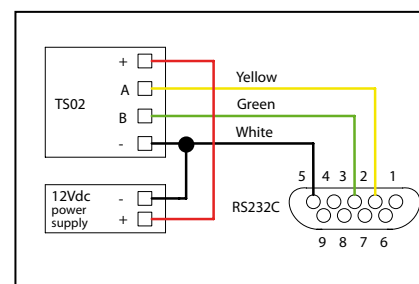 +
A
TS02
B
-
Yellow
Green
White
12Vdc
power
supply
-
+
RS232C
5 4 3 2 1
9 8 7 6